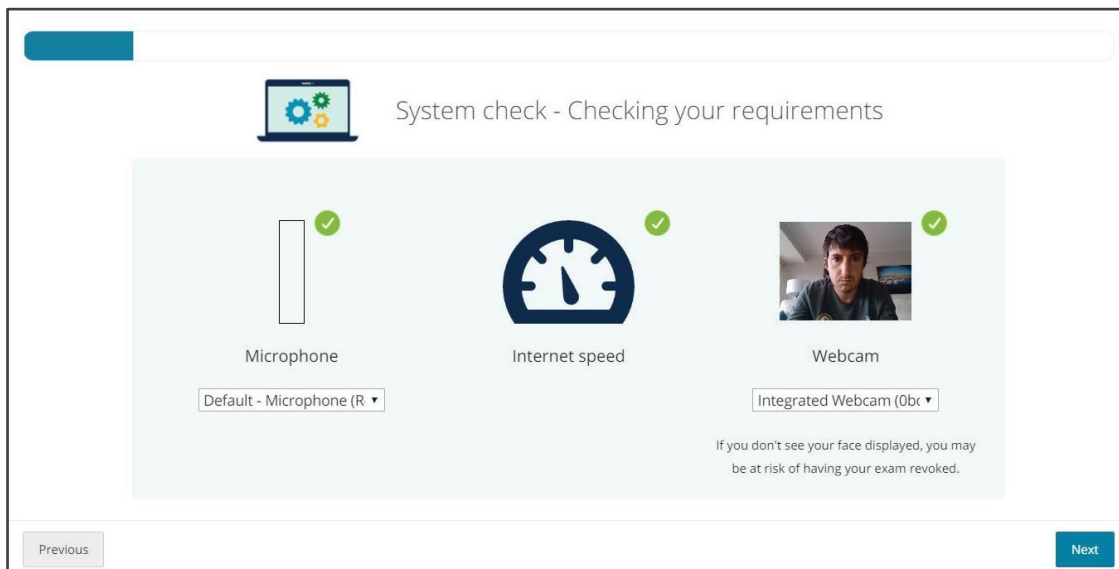 System check - Checking your requirements
Microphone
Internet speed
Webcam
Default - Microphone (R
Integrated Webcam (0bc
If you don't see your face displayed, you may
be at risk of having your exam revoked.
Previous
Next